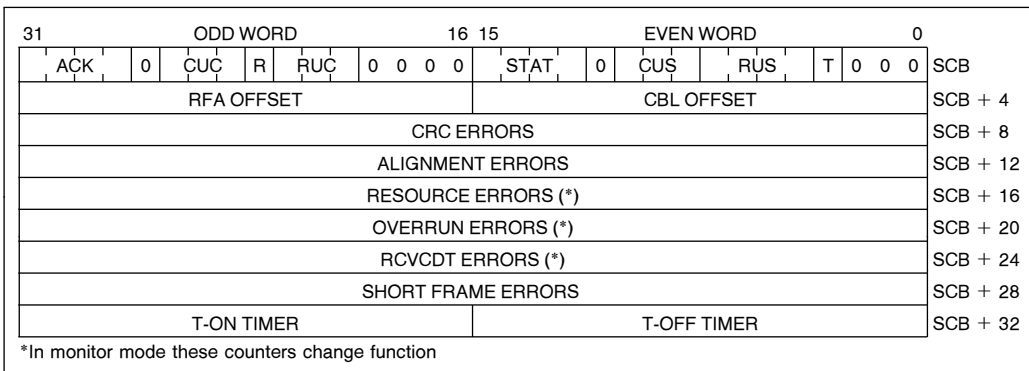 31 ODD WORD 16 15 EVEN WORD 0
ACK 0 CUC R RUC 0 0 0 0 STAT 0 CUS RUS T 0 0 0 SCB
RFA OFFSET CBL OFFSET SCB + 4
CRC ERRORS SCB + 8
ALIGNMENT ERRORS SCB + 12
RESOURCE ERRORS (*) SCB + 16
OVERRUN ERRORS (*) SCB + 20
RCVCDT ERRORS (*) SCB + 24
SHORT FRAME ERRORS SCB + 28
T-ON TIMER T-OFF TIMER SCB + 32
*In monitor mode these counters change function